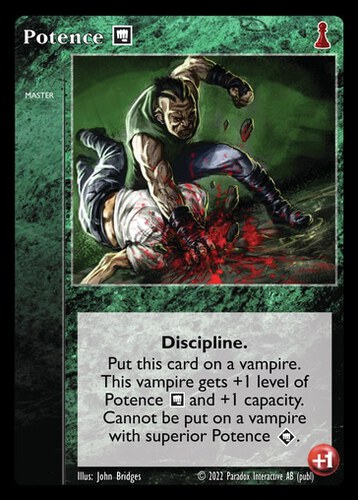 Potence
MASTER
Discipline.
Put this card on a vampire.
This vampire gets +1 level of
Potence and +1 capacity.
Cannot be put on a vampire
with superior Potence .
+1
Illus: John Bridges
© 2022 Paradox Interactive AB (publ)